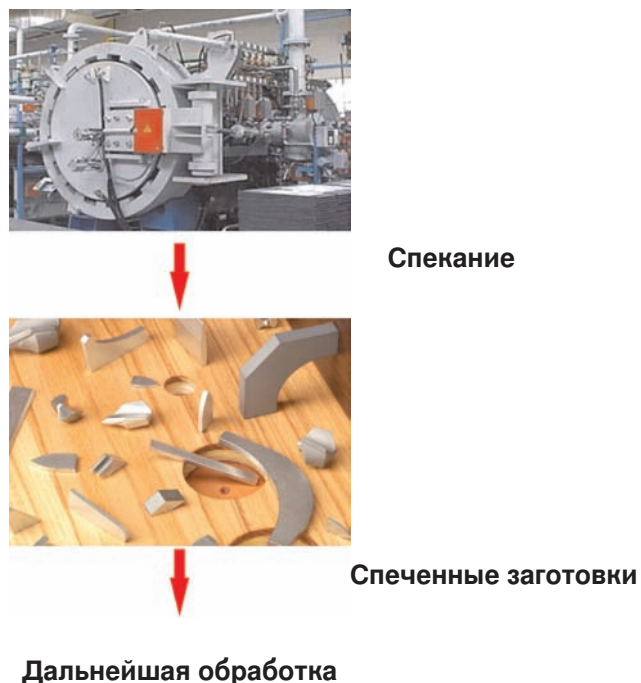 Спекание
Спеченные заготовки
Дальнейшая обработка